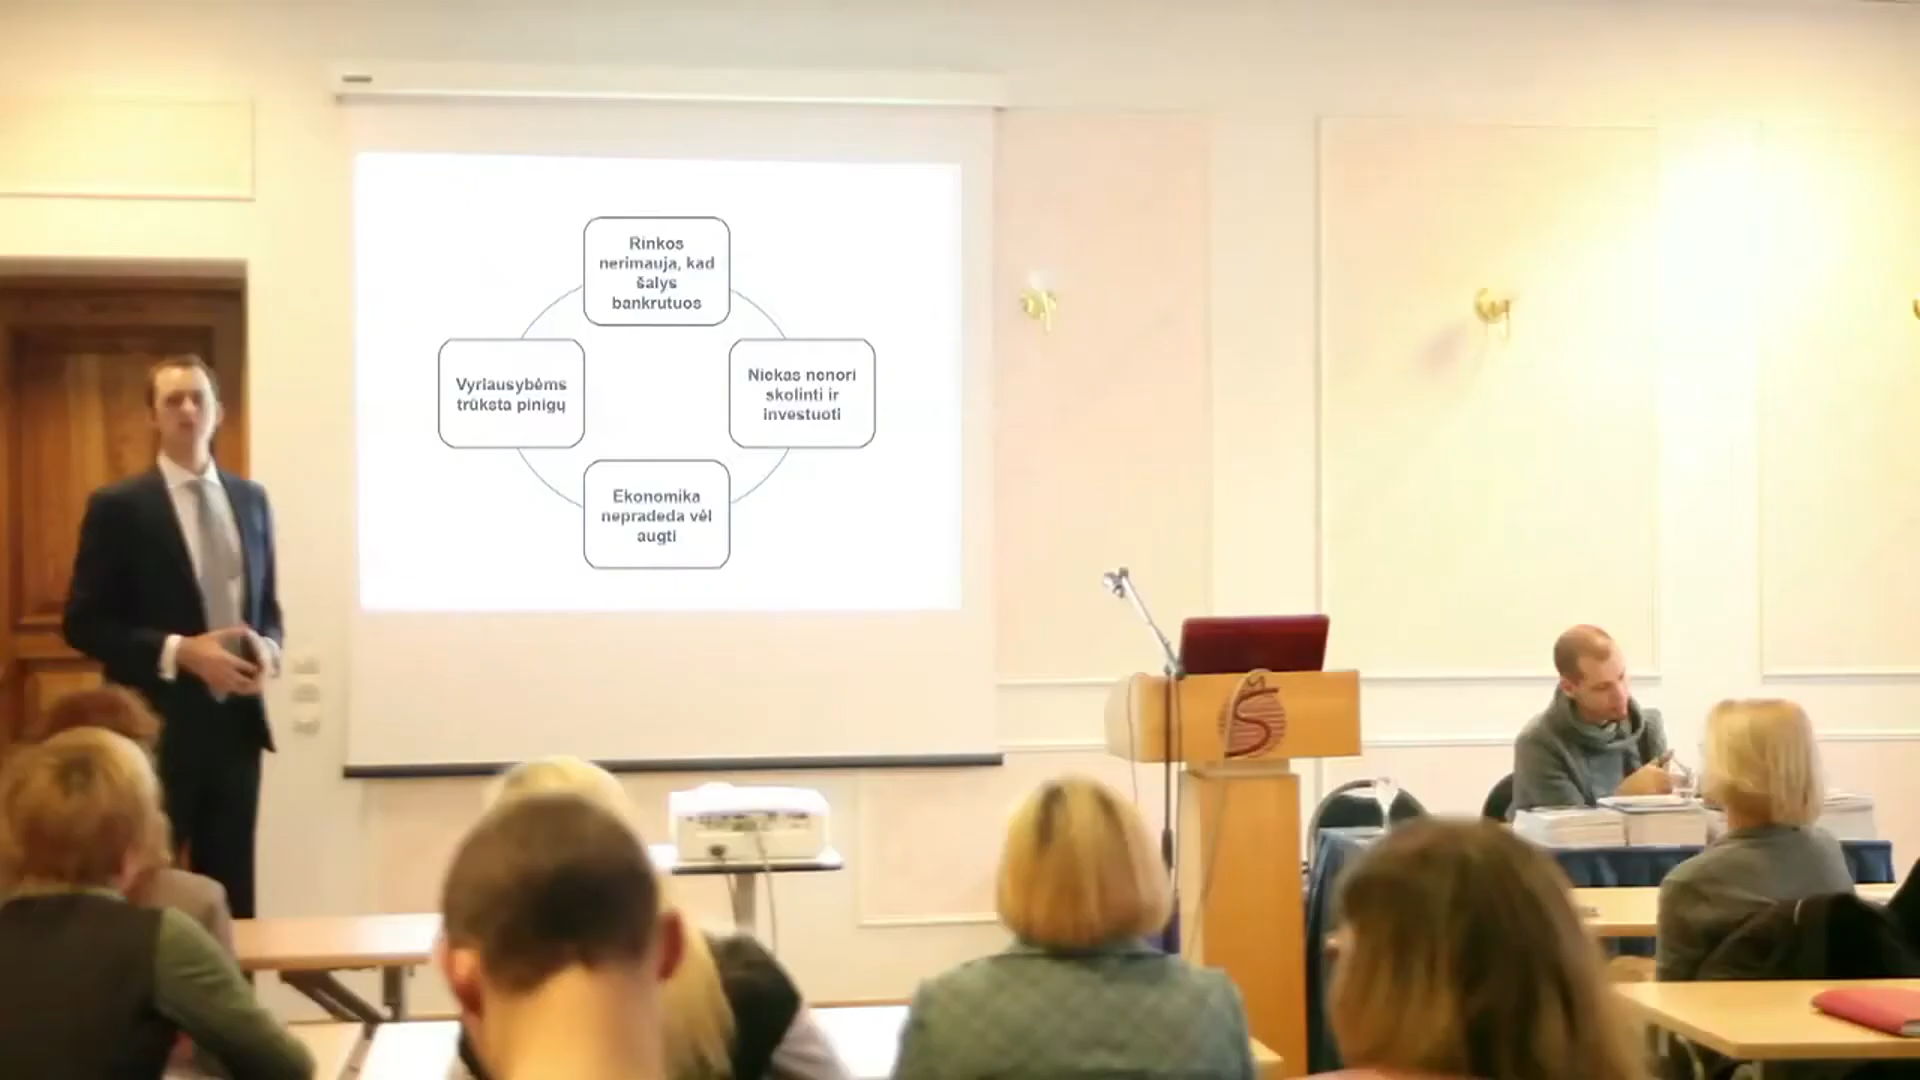 Rinkos
nerimauja, kad
šalys
bankrutuos
Vyriausybėms
trūksta pinigų
Niekas nenori
skolinti ir
investuoti
Ekonomika
nepradeda vėl
augti